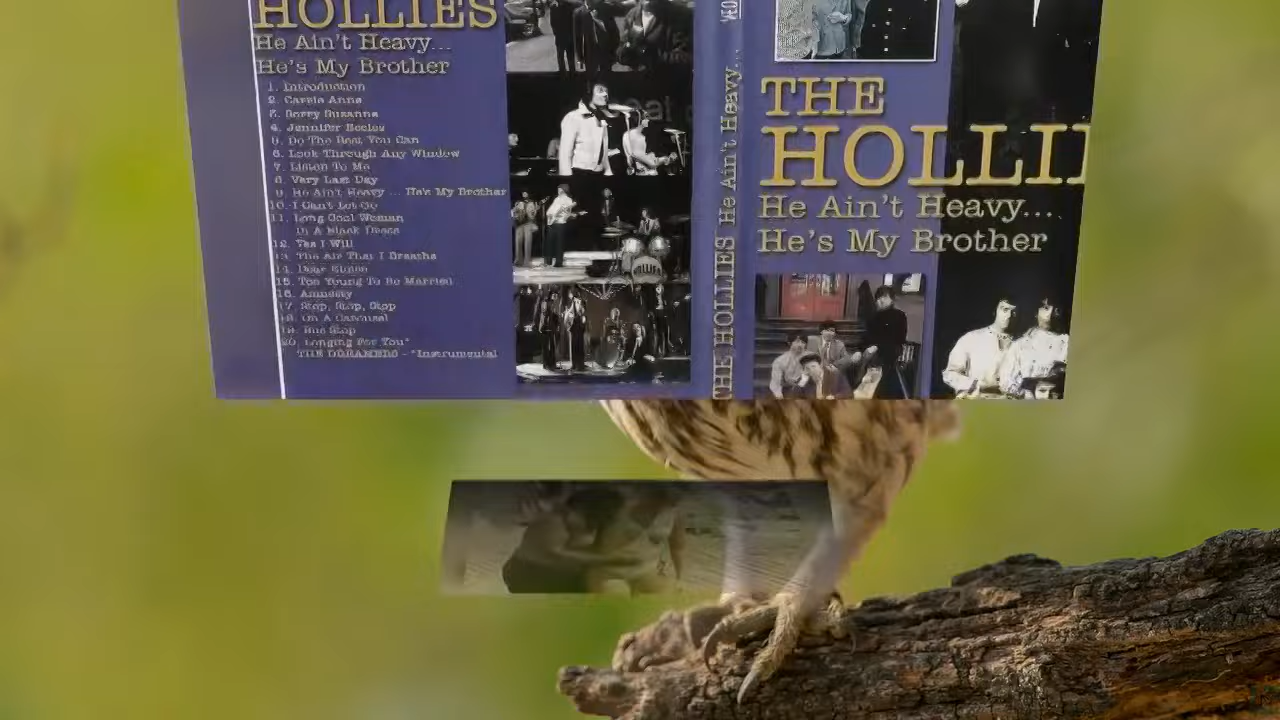 HOLLIES
He Ain't Heavy...
He's My Brother
1. Introduction
2. Carrie Anne
3. Sorry Suzanne
4. Jennifer Eccles
5. Do The Best You Can
6. Look Through Any Window
7. Listen To Me
8. Very Last Day
9. He Ain't Heavy ... He's My Brother
10. I Can't Let Go
11. Long Cool Woman
In A Black Dress
12. Yes I Will
13. The Air That I Breathe
14. Dear Eloise
15. Too Young To Be Married
16. Amnesty
17. Stop, Stop, Stop
18. On A Carousel
19. Bus Stop
20. Longing For You"
THE DORAMERS - "Instrumental
HOLLIES
THE HOLLIES He Ain't Heavy...
THE
HOLLI
He Ain't Heavy...
He's My Brother